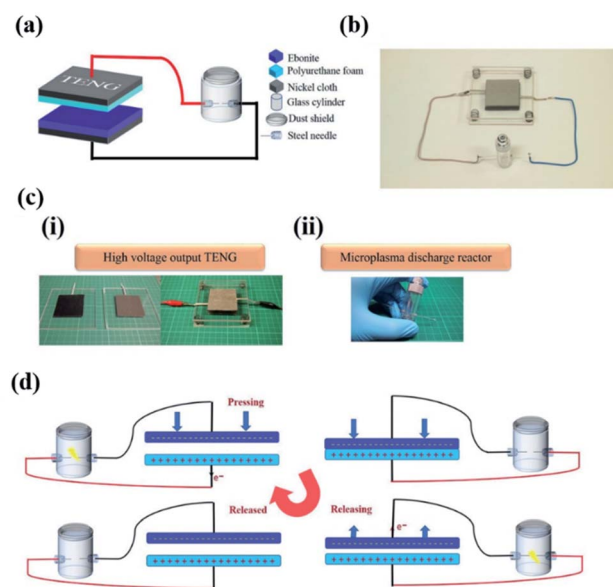 (a)
TENG
Ebonite
Polyurethane foam
Nickel cloth
Glass cylinder
Dust shield
Steel needle
(b)
(c)
(i)
High voltage output TENG
(ii)
Microplasma discharge reactor
(d)
Pressing
e−
Released
Releasing
e−